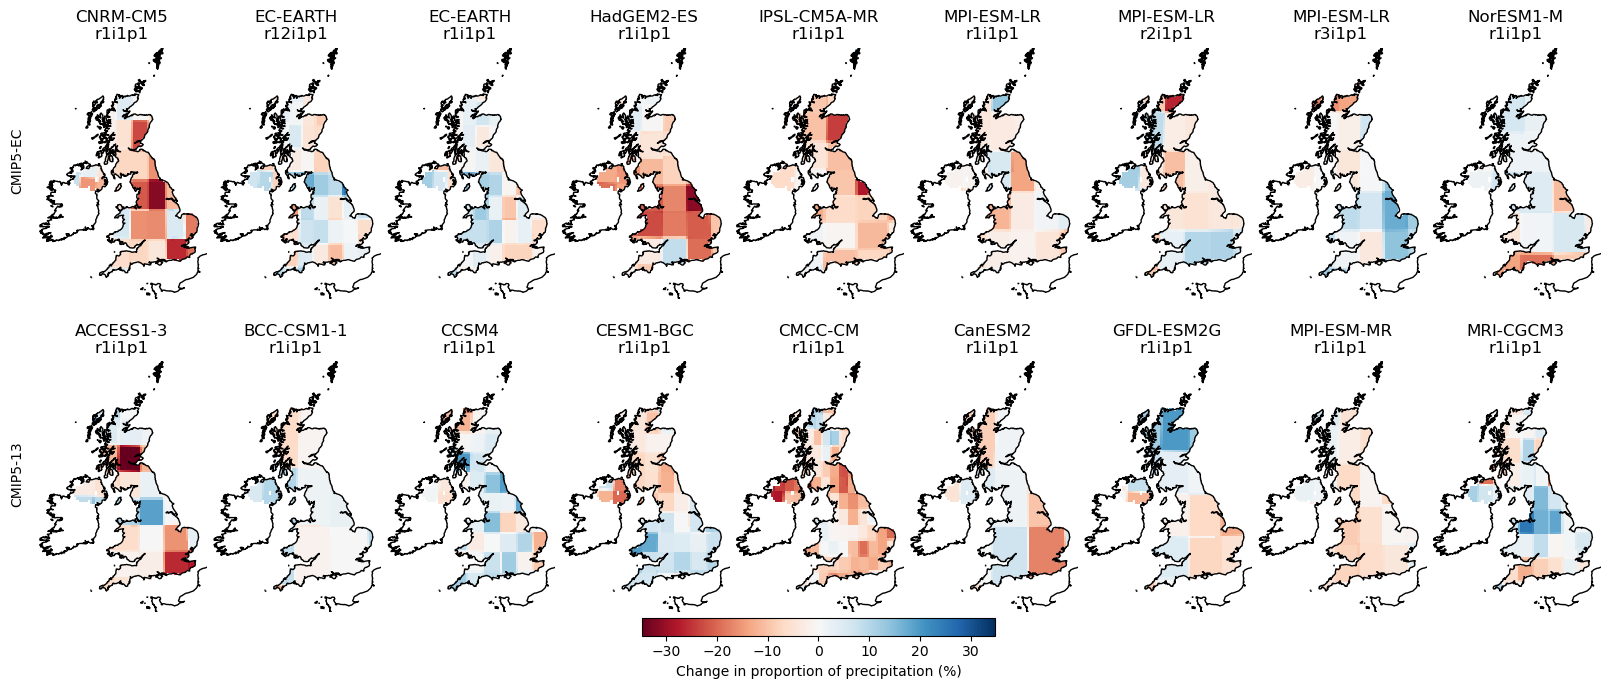 CNRM-CM5 EC-EARTH EC-EARTH HadGEM2-ES IPSL-CM5A-MR MPI-ESM-LR MPI-ESM-LR MPI-ESM-LR NorESM1-M
r1i1p1 r12i1p1 r1i1p1 r1i1p1 r1i1p1 r1i1p1 r2i1p1 r3i1p1 r1i1p1
CMIP5-EC
ACCESS1-3 BCC-CSM1-1 CCSM4 CESM1-BGC CMCC-CM CanESM2 GFDL-ESM2G MPI-ESM-MR MRI-CGCM3
r1i1p1 r1i1p1 r1i1p1 r1i1p1 r1i1p1 r1i1p1 r1i1p1 r1i1p1 r1i1p1
CMIP5-13
−30 −20 −10 0 10 20 30
Change in proportion of precipitation (%)